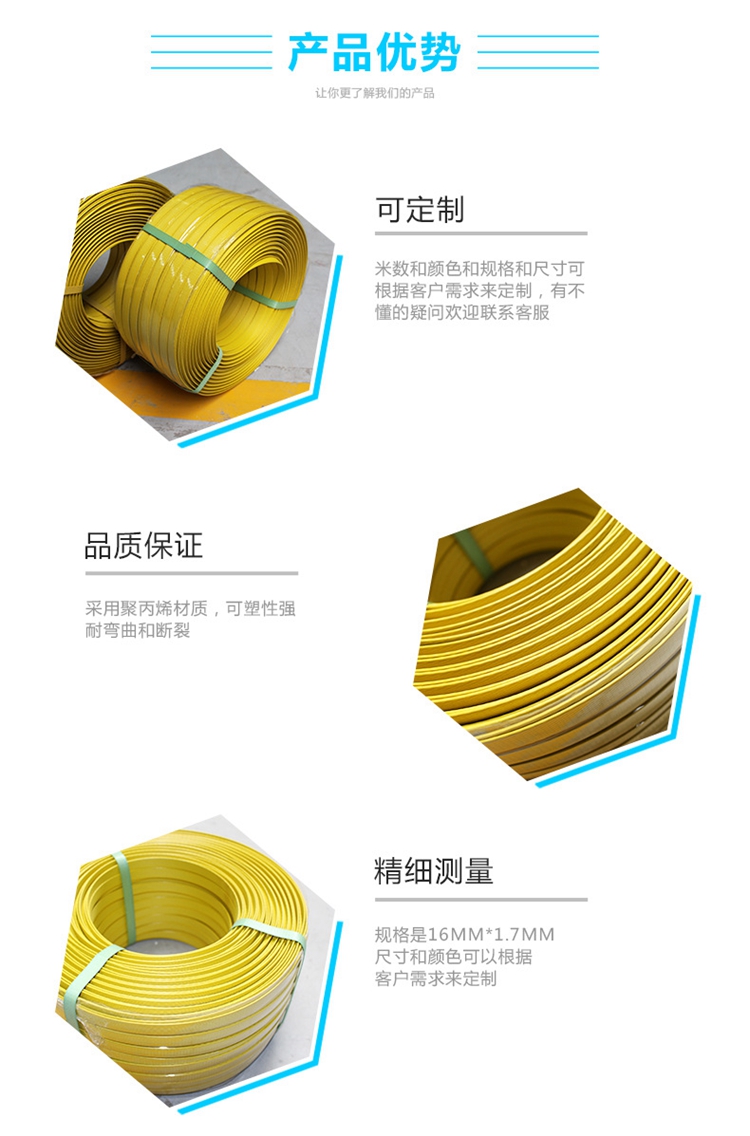 产品优势
让你更了解我们的产品
可定制
米数和颜色和规格和尺寸可
根据客户需求来定制，有不
懂的疑问欢迎联系客服
品质保证
采用聚丙烯材质，可塑性强
耐弯曲和断裂
精细测量
规格是16MM*1.7MM
尺寸和颜色可以根据
客户需求来定制